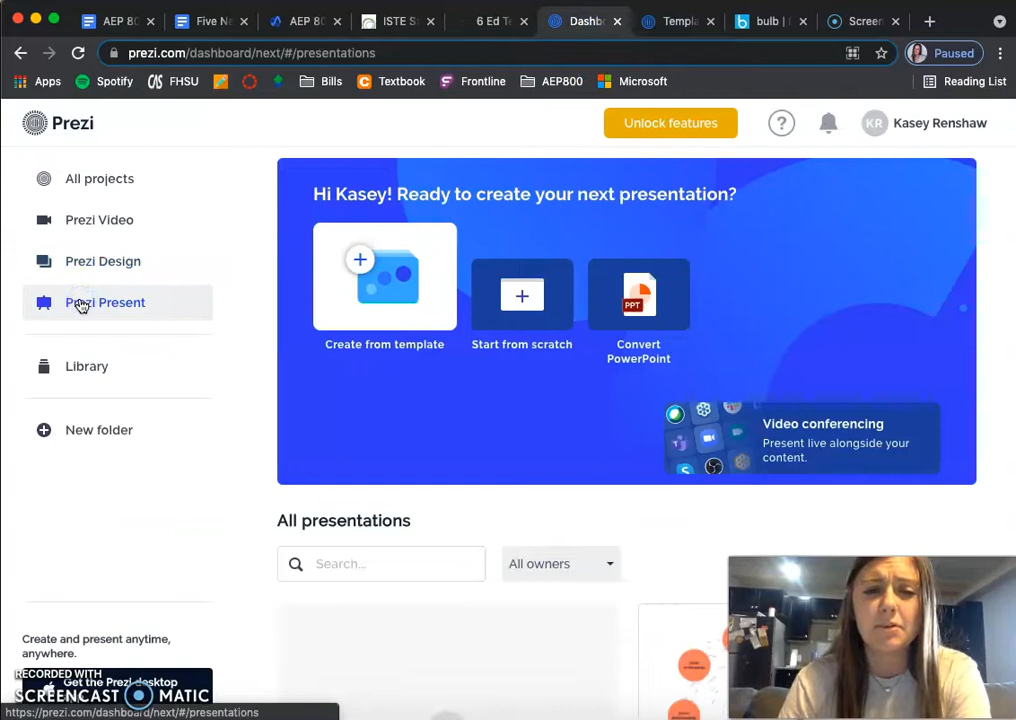 AEP 80
Five Ne
AEP 80
ISTE S
6 Ed Te
Dashbo
Templa
bulb |
Screen
prezi.com/dashboard/next/#/presentations
Paused
Apps
Spotify
FHSU
Bills
Textbook
Frontline
AEP800
Microsoft
Reading List
Prezi
Unlock features
?
KR
Kasey Renshaw
All projects
Prezi Video
Prezi Design
Prezi Present
Library
New folder
Hi Kasey! Ready to create your next presentation?
Create from template
Start from scratch
PPT
Convert
PowerPoint
Video conferencing
Present live alongside your
content.
All presentations
Search...
All owners
Create and present anytime,
anywhere.
Get the Prezi desktop
RECORDED WITH
SCREENCAST MATIC
https://prezi.com/dashboard/next/#/presentations